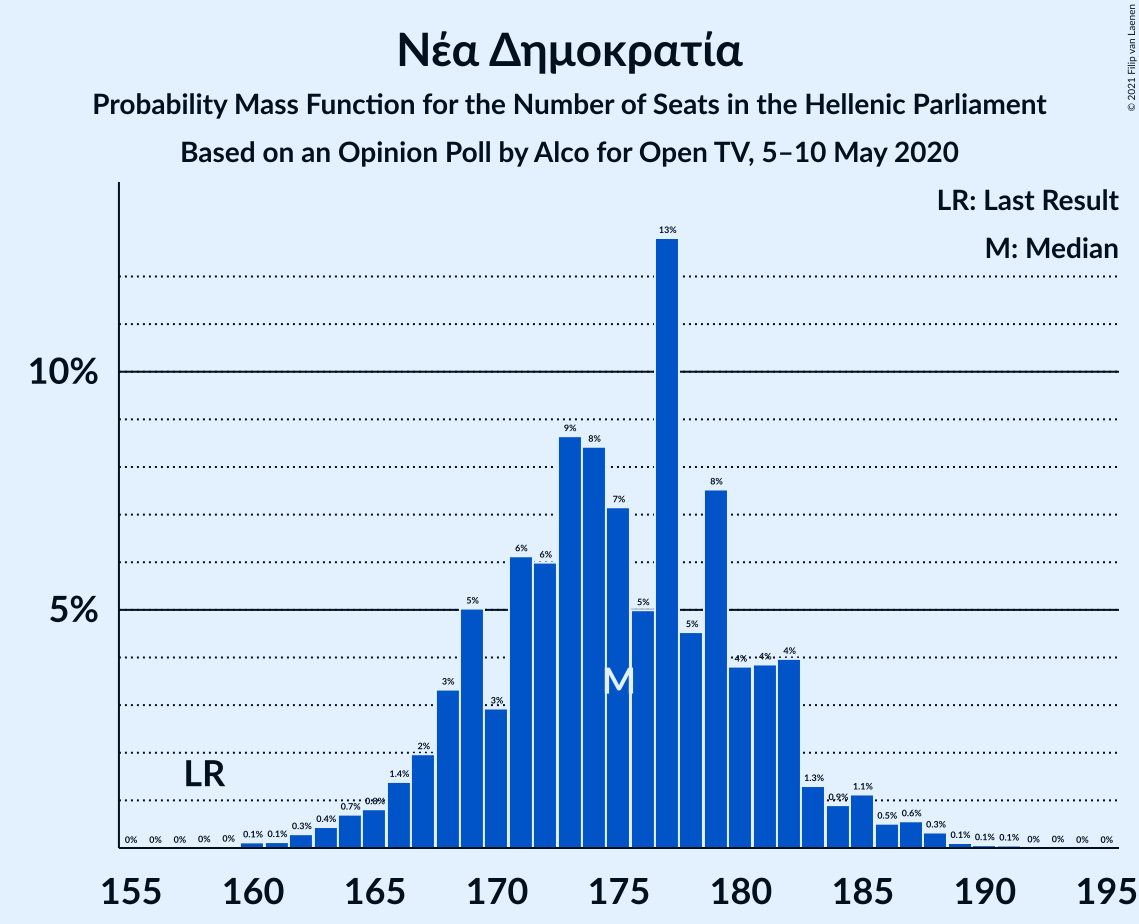 Νέα Δημοκρατία
Probability Mass Function for the Number of Seats in the Hellenic Parliament
Based on an Opinion Poll by Alco for Open TV, 5–10 May 2020
© 2021 Filip van Laenen
LR: Last Result
M: Median
10%
5%
0% 0% 0% 0% 0% 0.1% 0.1% 0.3% 0.4% 0.7% 0.8% 1.4% 2% 3% 5% 3% 6% 6% 9% 8% 7% 5% 13% 5% 8% 4% 4% 4% 1.3% 0.9% 1.1% 0.5% 0.6% 0.3% 0.1% 0.1% 0.1% 0% 0% 0% 0%
M
LR
155 160 165 170 175 180 185 190 195